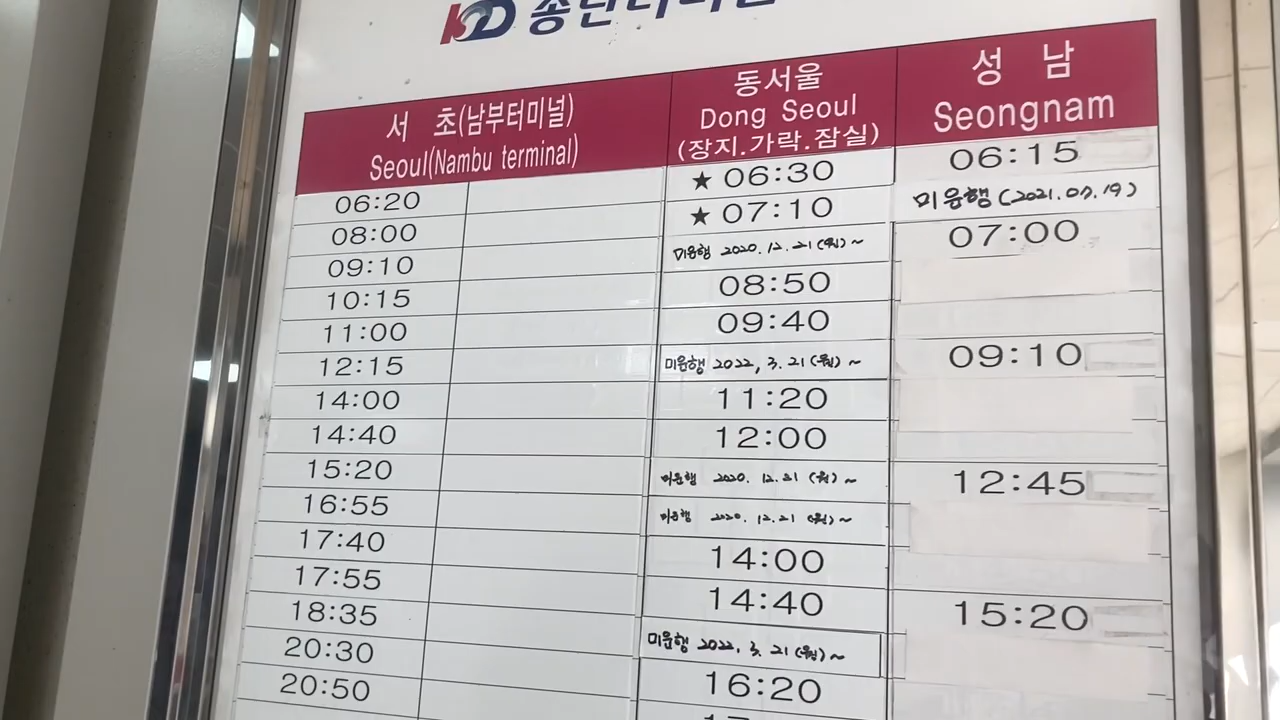 송탄터미널
서 초(남부터미널)
Seoul(Nambu terminal)
06:20
08:00
09:10
10:15
11:00
12:15
14:00
14:40
15:20
16:55
17:40
17:55
18:35
20:30
20:50
동서울
Dong Seoul
(장지.가락.잠실)
★ 06:30
★ 07:10
미운행 2020. 12. 21 (월) ~
08:50
09:40
미운행 2022, 3. 21 (월) ~
11:20
12:00
미운행 2020. 12. 21 (월) ~
미운행 2020. 12. 21 (월) ~
14:00
14:40
미운행 2022, 3. 21 (월) ~
16:20
성 남
Seongnam
06:15
미운행 (2021.07.19)
07:00
09:10
12:45
15:20